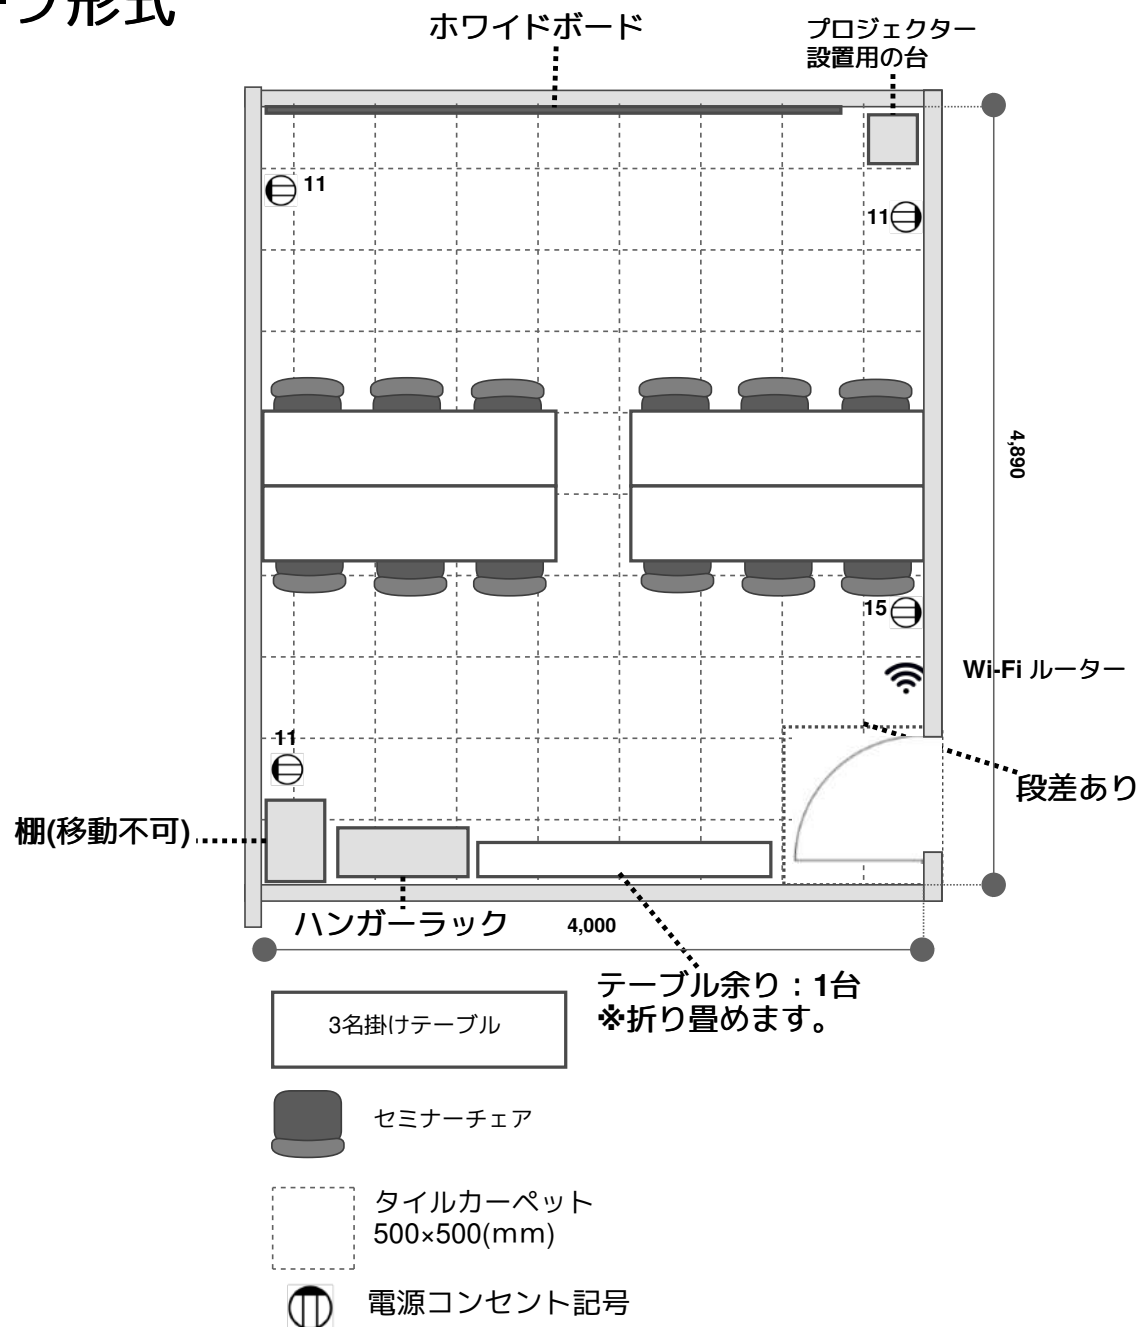 プ形式
ホワイドボード
プロジェクター
設置用の台
11
11
4,890
15
Wi-Fi ルーター
11
段差あり
棚(移動不可)
ハンガーラック
4,000
テーブル余り：1台
※折り畳めます。
3名掛けテーブル
セミナーチェア
タイルカーペット
500×500(mm)
電源コンセント記号